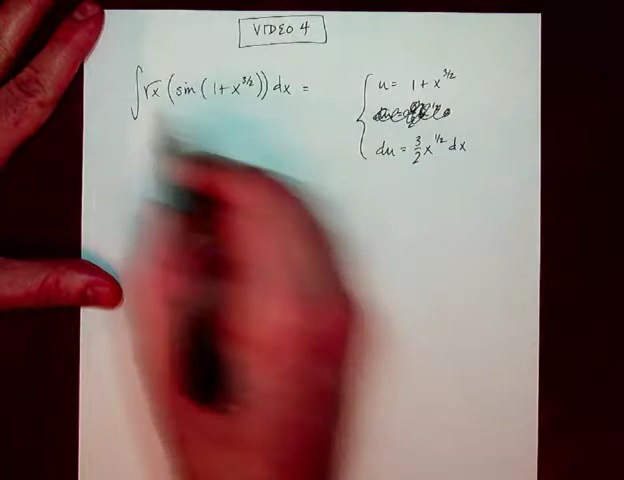 VIDEO 4
∫√x (sin (1+x^3/2)) dx =
u = 1 + x^3/2
du = 3/2 x^1/2 dx